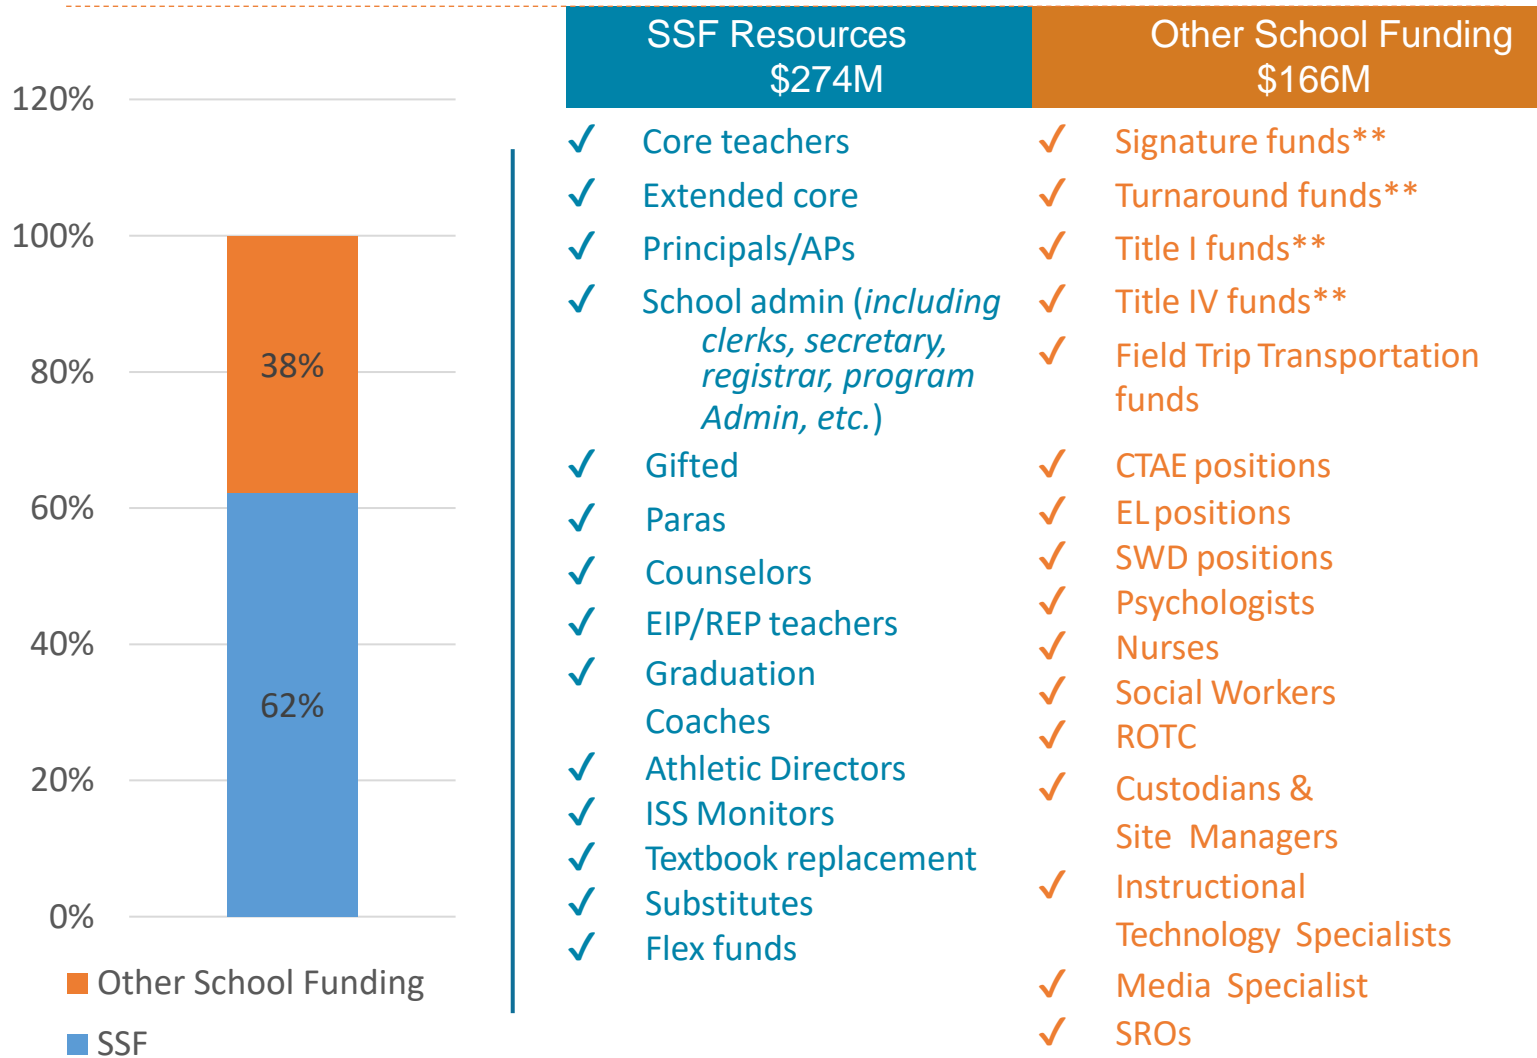 120%
100%
80%
60%
40%
20%
0%
38%
62%
Other School Funding
SSF
SSF Resources
$274M
✓ Core teachers
✓ Extended core
✓ Principals/APs
✓ School admin (including
clerks, secretary,
registrar, program
Admin, etc.)
✓ Gifted
✓ Paras
✓ Counselors
✓ EIP/REP teachers
✓ Graduation
Coaches
✓ Athletic Directors
✓ ISS Monitors
✓ Textbook replacement
✓ Substitutes
✓ Flex funds
Other School Funding
$166M
✓ Signature funds**
✓ Turnaround funds**
✓ Title I funds**
✓ Title IV funds**
✓ Field Trip Transportation
funds
✓ CTAE positions
✓ EL positions
✓ SWD positions
✓ Psychologists
✓ Nurses
✓ Social Workers
✓ ROTC
✓ Custodians &
Site Managers
✓ Instructional
Technology Specialists
✓ Media Specialist
✓ SROs